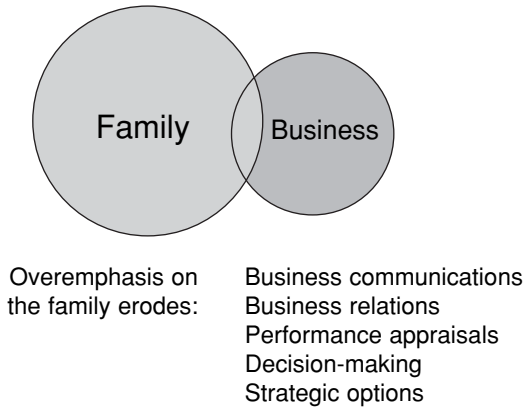 Family
Business
Overemphasis on
the family erodes:
Business communications
Business relations
Performance appraisals
Decision-making
Strategic options